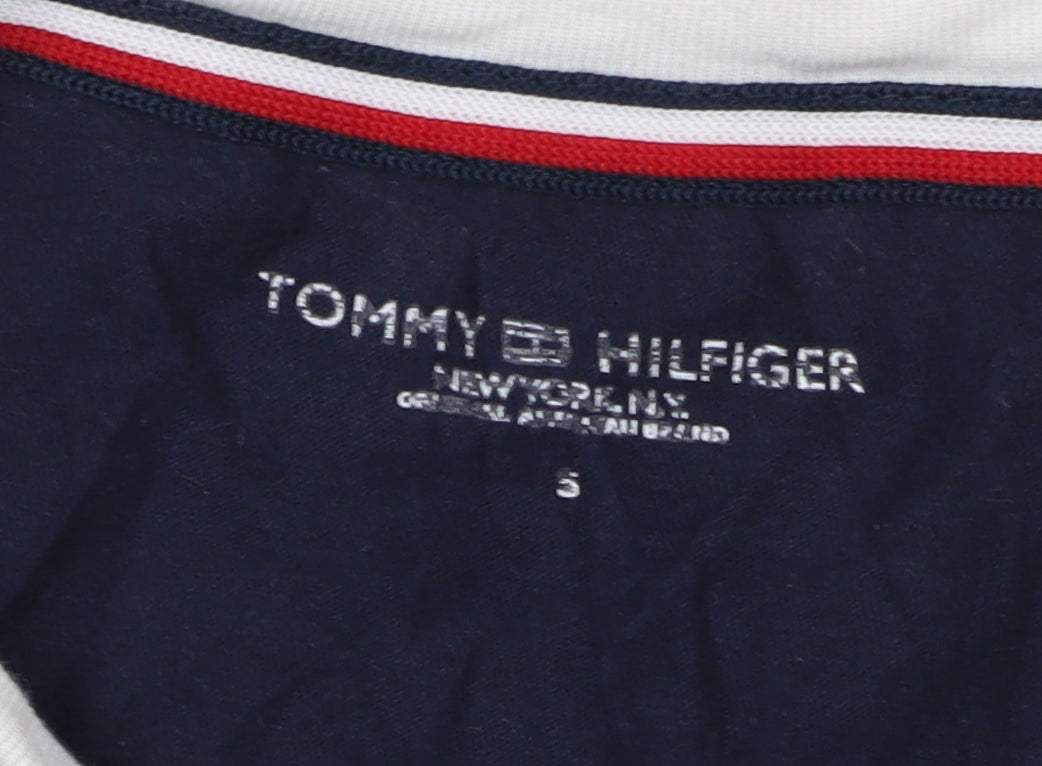 TOMMY HILFIGER
NEW YORK, N.Y.
ORIGINAL AMERICAN BRAND
S